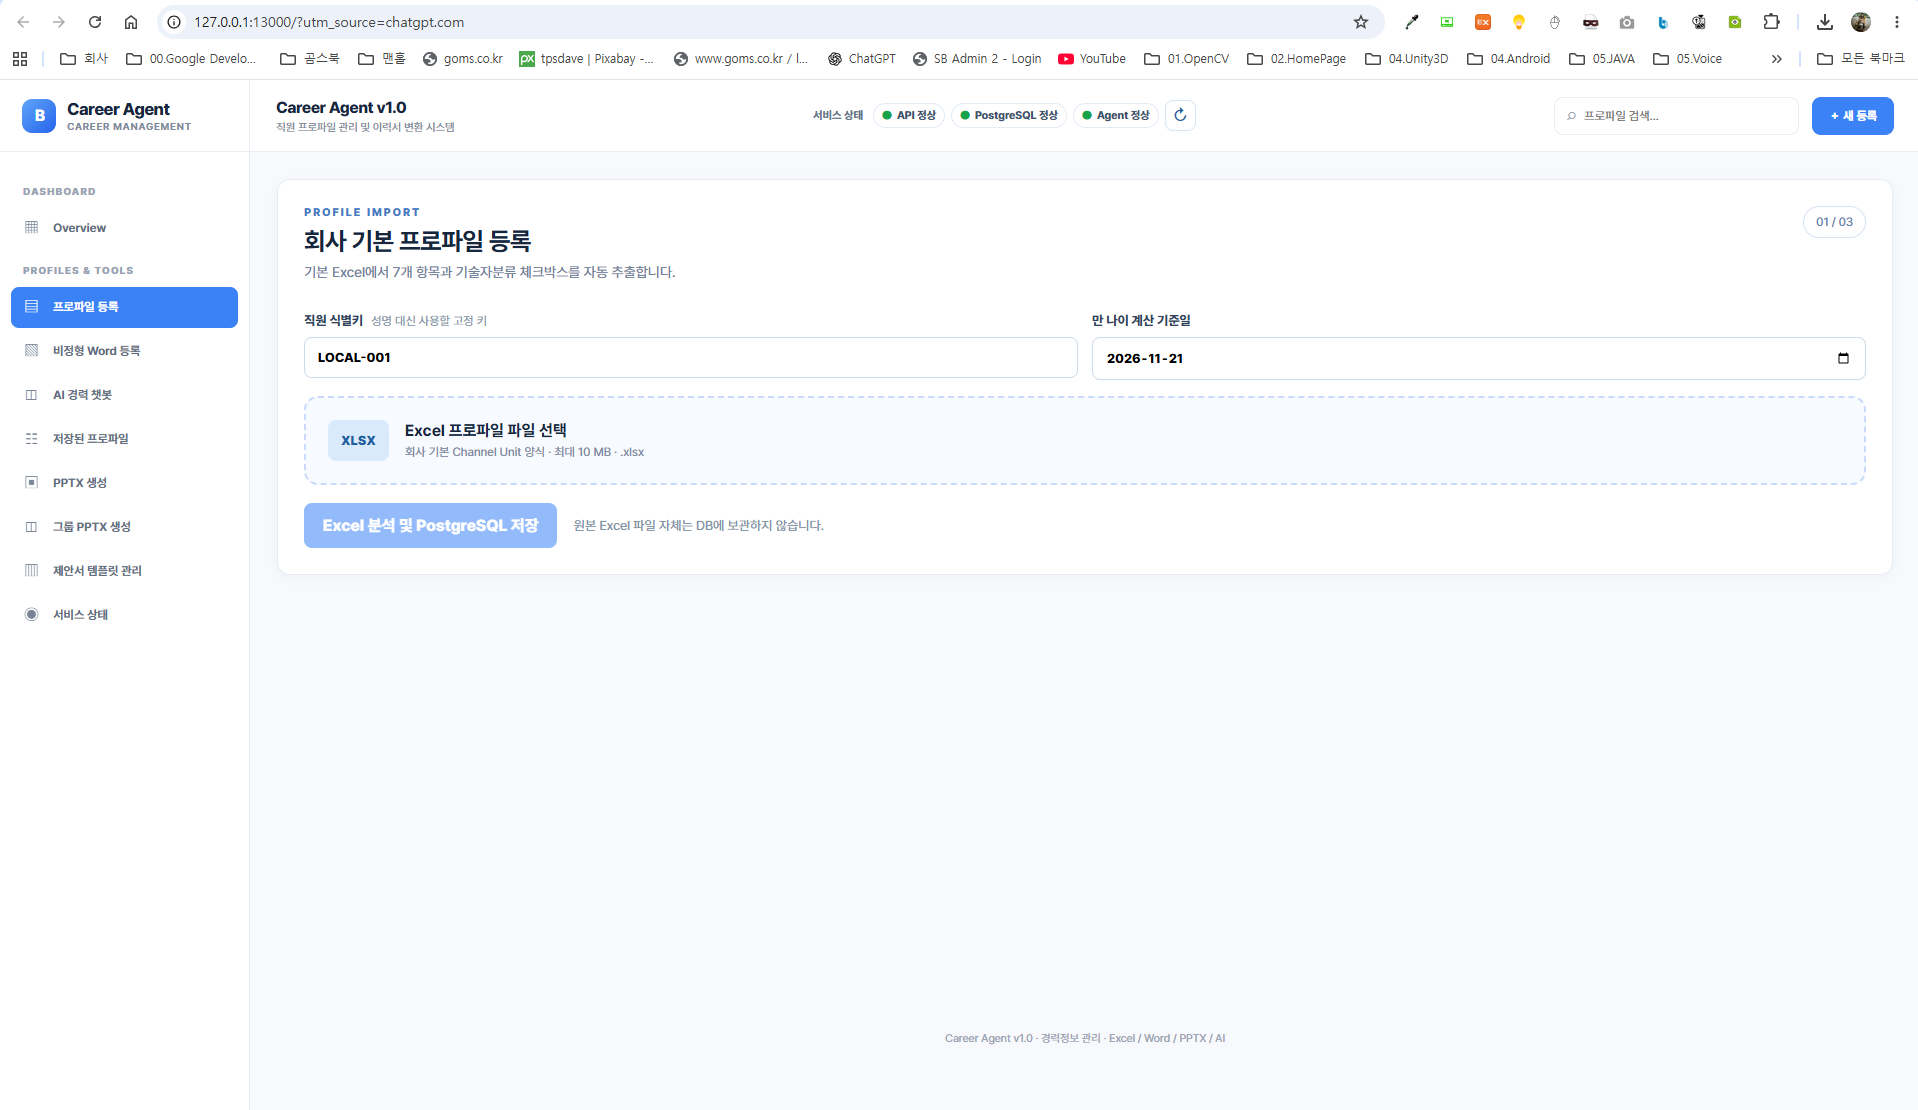 127.0.0.1:13000/?utm_source=chatgpt.com
회사
00.Google Develo...
곰스북
맨홀
goms.co.kr
px tpsdave | Pixabay -...
www.goms.co.kr / l...
ChatGPT
SB Admin 2 - Login
YouTube
01.OpenCV
02.HomePage
04.Unity3D
04.Android
05.JAVA
05.Voice
모든 북마크
B
Career Agent
CAREER MANAGEMENT
Career Agent v1.0
직원 프로파일 관리 및 이력서 변환 시스템
서비스 상태
API 정상
PostgreSQL 정상
Agent 정상
프로파일 검색...
+ 새 등록
DASHBOARD
Overview
PROFILES & TOOLS
프로파일 등록
비정형 Word 등록
AI 경력 챗봇
저장된 프로파일
PPTX 생성
그룹 PPTX 생성
제안서 템플릿 관리
서비스 상태
PROFILE IMPORT
회사 기본 프로파일 등록
기본 Excel에서 7개 항목과 기술자분류 체크박스를 자동 추출합니다.
01 / 03
직원 식별키 성명 대신 사용할 고정 키
LOCAL-001
만 나이 계산 기준일
2026-11-21
XLSX
Excel 프로파일 파일 선택
회사 기본 Channel Unit 양식 · 최대 10 MB · .xlsx
Excel 분석 및 PostgreSQL 저장
원본 Excel 파일 자체는 DB에 보관하지 않습니다.
Career Agent v1.0 · 경력정보 관리 · Excel / Word / PPTX / AI